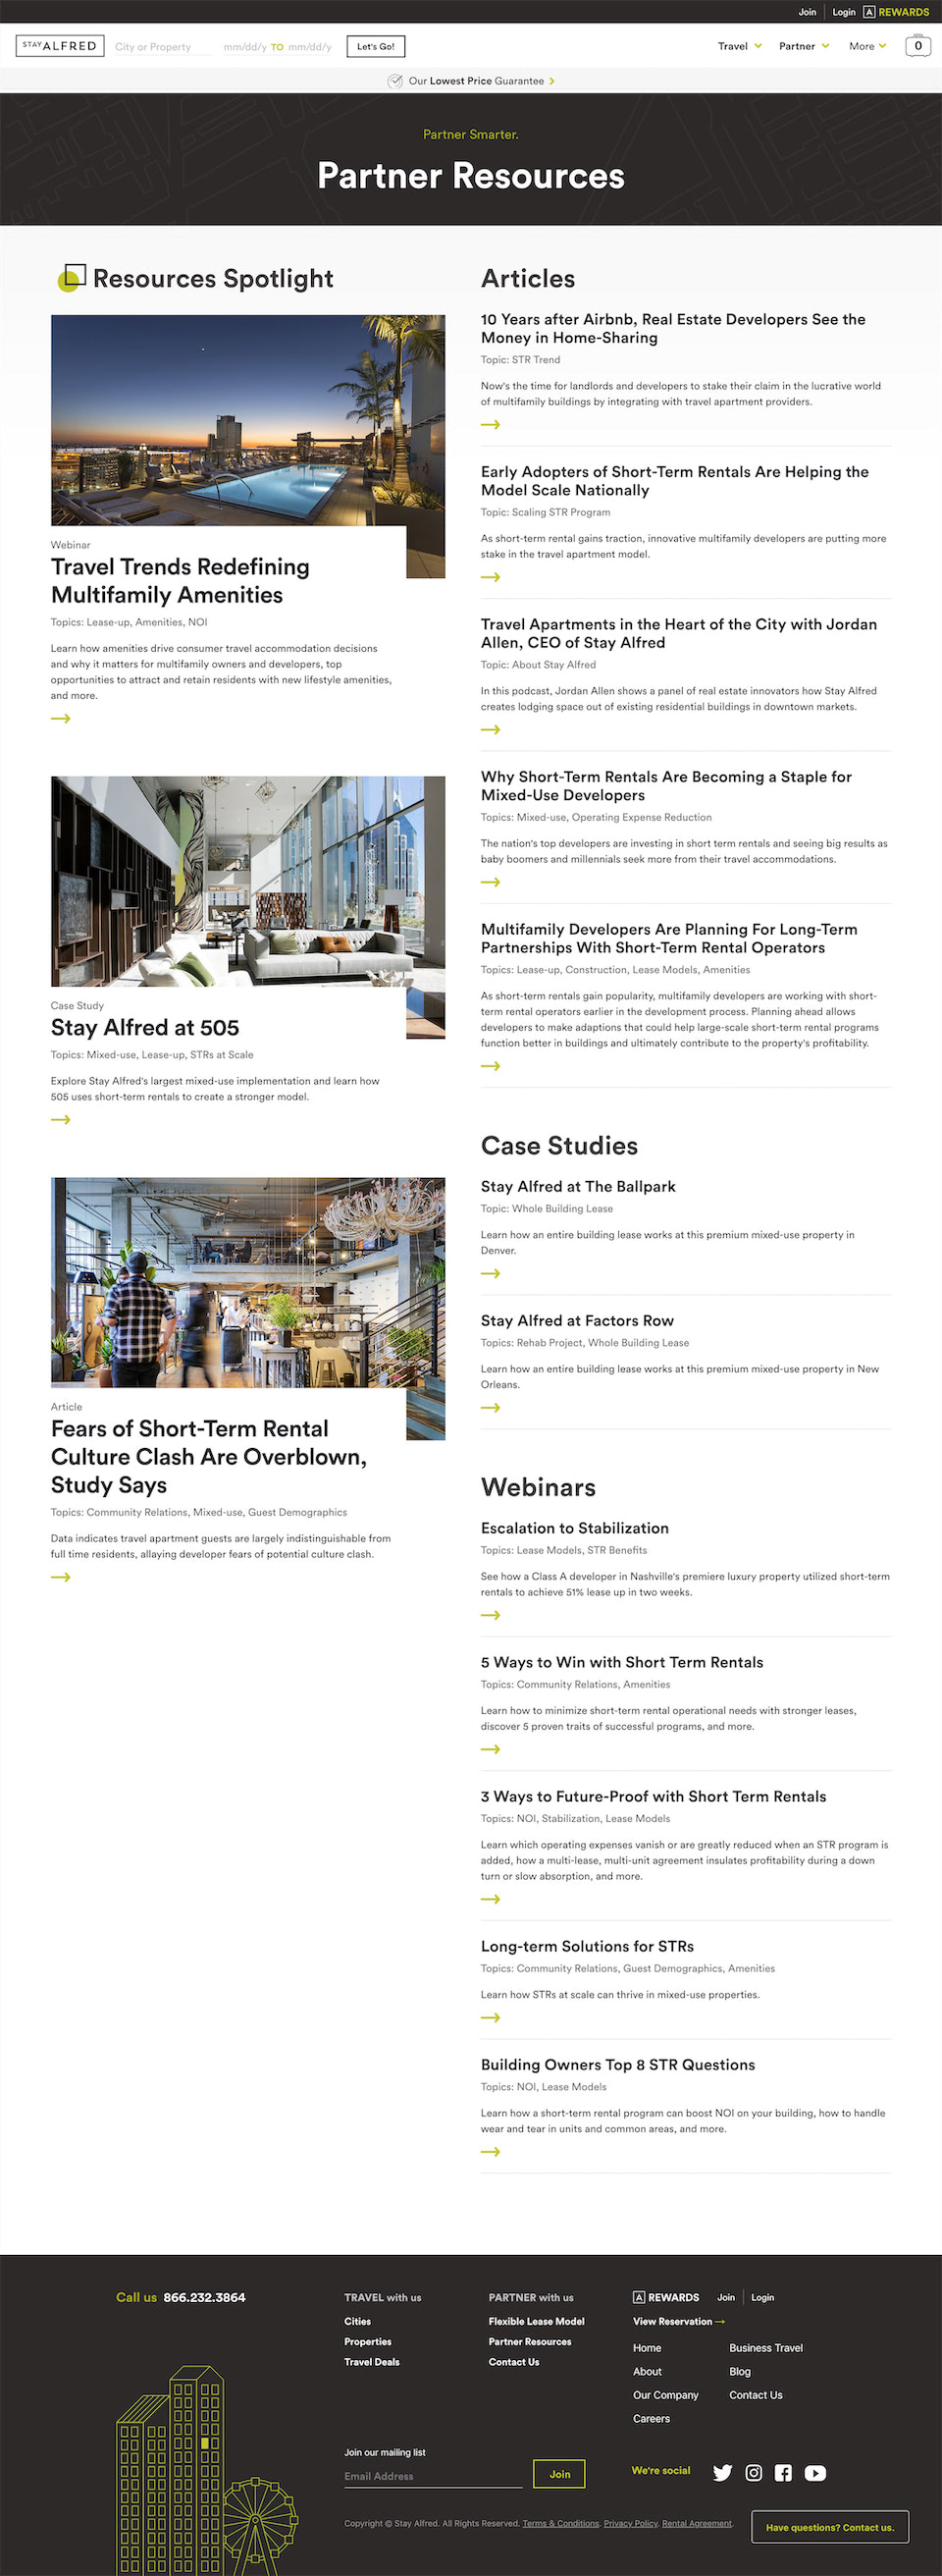 Join
Login
A REWARDS
STAY ALFRED
City or Property
mm/dd/y TO mm/dd/y
Let's Go!
Travel
Partner
More
0
Our Lowest Price Guarantee
Partner Smarter.
Partner Resources
Resources Spotlight
Webinar
Travel Trends Redefining
Multifamily Amenities
Topics: Lease-up, Amenities, NOI
Learn how amenities drive consumer travel accommodation decisions
and why it matters for multifamily owners and developers, top
opportunities to attract and retain residents with new lifestyle amenities,
and more.
Case Study
Stay Alfred at 505
Topics: Mixed-use, Lease-up, STRs at Scale
Explore Stay Alfred's largest mixed-use implementation and learn how
505 uses short-term rentals to create a stronger model.
Article
Fears of Short-Term Rental
Culture Clash Are Overblown,
Study Says
Topics: Community Relations, Mixed-use, Guest Demographics
Data indicates travel apartment guests are largely indistinguishable from
full time residents, allaying developer fears of potential culture clash.
Articles
10 Years after Airbnb, Real Estate Developers See the
Money in Home-Sharing
Topic: STR Trend
Now's the time for landlords and developers to stake their claim in the lucrative world
of multifamily buildings by integrating with travel apartment providers.
Early Adopters of Short-Term Rentals Are Helping the
Model Scale Nationally
Topic: Scaling STR Program
As short-term rental gains traction, innovative multifamily developers are putting more
stake in the travel apartment model.
Travel Apartments in the Heart of the City with Jordan
Allen, CEO of Stay Alfred
Topic: About Stay Alfred
In this podcast, Jordan Allen shows a panel of real estate innovators how Stay Alfred
creates lodging space out of existing residential buildings in downtown markets.
Why Short-Term Rentals Are Becoming a Staple for
Mixed-Use Developers
Topics: Mixed-use, Operating Expense Reduction
The nation's top developers are investing in short term rentals and seeing big results as
baby boomers and millennials seek more from their travel accommodations.
Multifamily Developers Are Planning For Long-Term
Partnerships With Short-Term Rental Operators
Topics: Lease-up, Construction, Lease Models, Amenities
As short-term rentals gain popularity, multifamily developers are working with short-
term rental operators earlier in the development process. Planning ahead allows
developers to make adaptions that could help large-scale short-term rental programs
function better in buildings and ultimately contribute to the property's profitability.
Case Studies
Stay Alfred at The Ballpark
Topic: Whole Building Lease
Learn how an entire building lease works at this premium mixed-use property in
Denver.
Stay Alfred at Factors Row
Topics: Rehab Project, Whole Building Lease
Learn how an entire building lease works at this premium mixed-use property in New
Orleans.
Webinars
Escalation to Stabilization
Topics: Lease Models, STR Benefits
See how a Class A developer in Nashville's premiere luxury property utilized short-term
rentals to achieve 51% lease up in two weeks.
5 Ways to Win with Short Term Rentals
Topics: Community Relations, Amenities
Learn how to minimize short-term rental operational needs with stronger leases,
discover 5 proven traits of successful programs, and more.
3 Ways to Future-Proof with Short Term Rentals
Topics: NOI, Stabilization, Lease Models
Learn which operating expenses vanish or are greatly reduced when an STR program is
added, how a multi-lease, multi-unit agreement insulates profitability during a down
turn or slow absorption, and more.
Long-term Solutions for STRs
Topics: Community Relations, Guest Demographics, Amenities
Learn how STRs at scale can thrive in mixed-use properties.
Building Owners Top 8 STR Questions
Topics: NOI, Lease Models
Learn how a short-term rental program can boost NOI on your building, how to handle
wear and tear in units and common areas, and more.
Call us 866.232.3864
TRAVEL with us
Cities
Properties
Travel Deals
PARTNER with us
Flexible Lease Model
Partner Resources
Contact Us
A REWARDS
Join
Login
View Reservation
Home
About
Our Company
Careers
Business Travel
Blog
Contact Us
Join our mailing list
Email Address
Join
We're social
Copyright © Stay Alfred. All Rights Reserved. Terms & Conditions. Privacy Policy. Rental Agreement.
Have questions? Contact us.